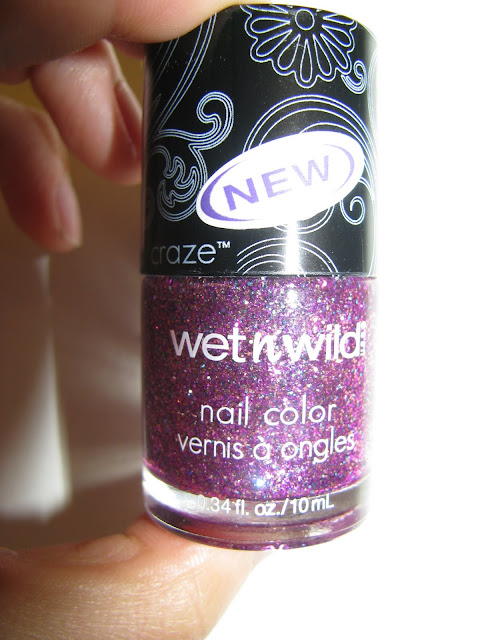 NEW
craze™
wet n wild
nail color
vernis à ongles
0.34 fl. oz./10 mL